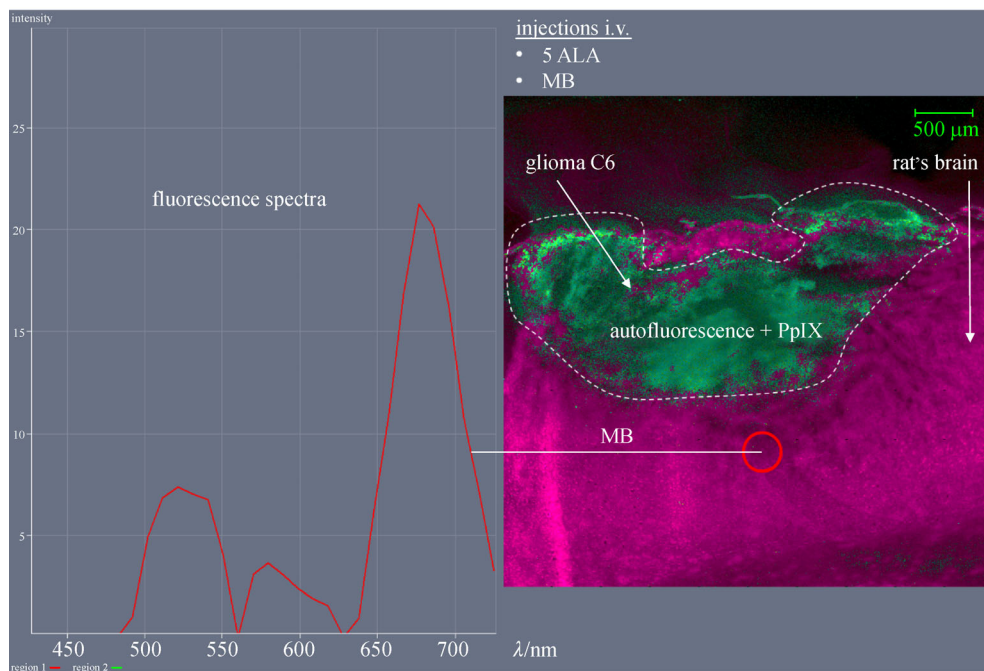 intensity
25
20
15
10
5
fluorescence spectra
450 500 550 600 650 700 λ/nm
region 1 region 2
injections i.v.
• 5 ALA
• MB
500 μm
glioma C6
rat's brain
autofluorescence + PpIX
MB